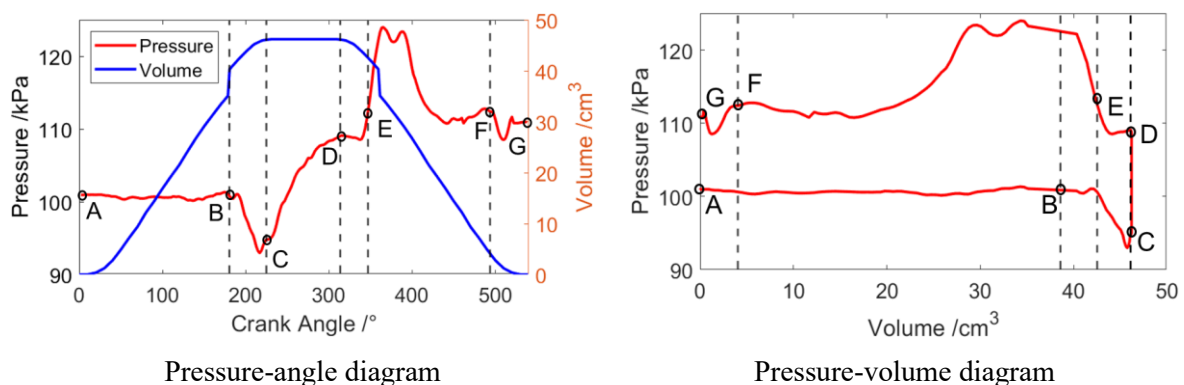 Pressure /kPa
120
110
100
90
Pressure
Volume
A
B
C
D
E
F
G
50
40
30
20
10
0
Volume /cm³
0
100
200
300
400
500
Crank Angle /°
Pressure-angle diagram
Pressure /kPa
120
110
100
90
G
F
E
D
A
B
C
0
10
20
30
40
50
Volume /cm³
Pressure-volume diagram